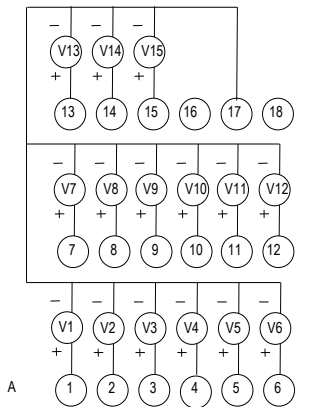 − − −
V13 V14 V15
+ + +
13 14 15 16 17 18
− − − − − −
V7 V8 V9 V10 V11 V12
+ + + + + +
7 8 9 10 11 12
− − − − − −
V1 V2 V3 V4 V5 V6
+ + + + + +
A 1 2 3 4 5 6